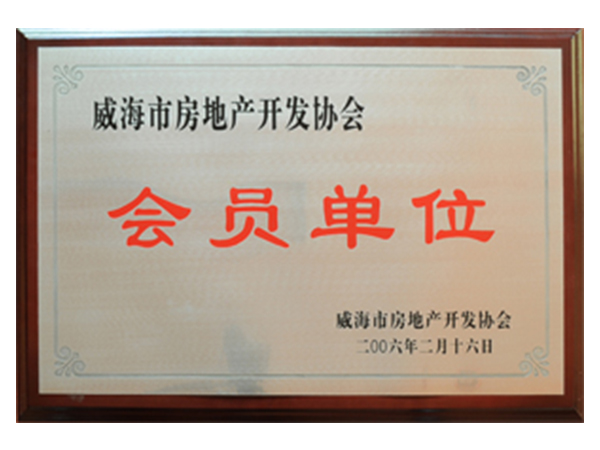 威海市房地产开发协会
会员单位
威海市房地产开发协会
二00六年二月十六日